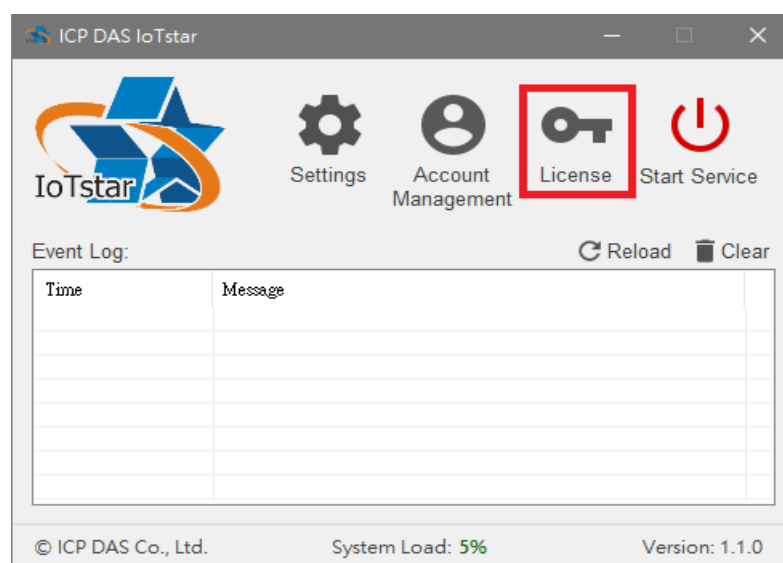 ICP DAS IoTstar
IoTstar
Settings
Account
Management
License
Start Service
Event Log:
Reload
Clear
Time
Message
© ICP DAS Co., Ltd.
System Load: 5%
Version: 1.1.0